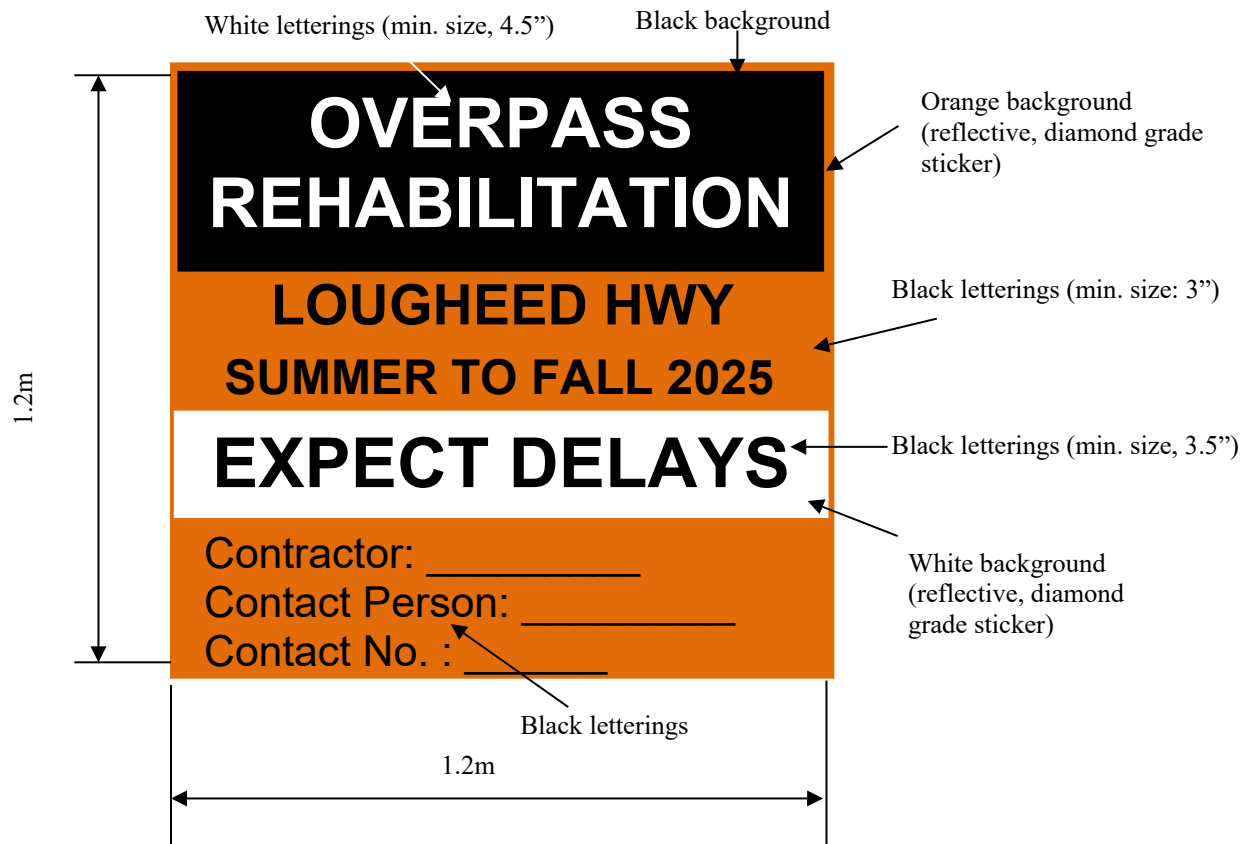 White letterings (min. size, 4.5”)
Black background
OVERPASS
REHABILITATION
Orange background
(reflective, diamond grade
sticker)
LOUGHEED HWY
Black letterings (min. size: 3”)
SUMMER TO FALL 2025
1.2m
EXPECT DELAYS
Black letterings (min. size, 3.5”)
Contractor: _________
Contact Person: _________
Contact No. : ______
White background
(reflective, diamond
grade sticker)
Black letterings
1.2m